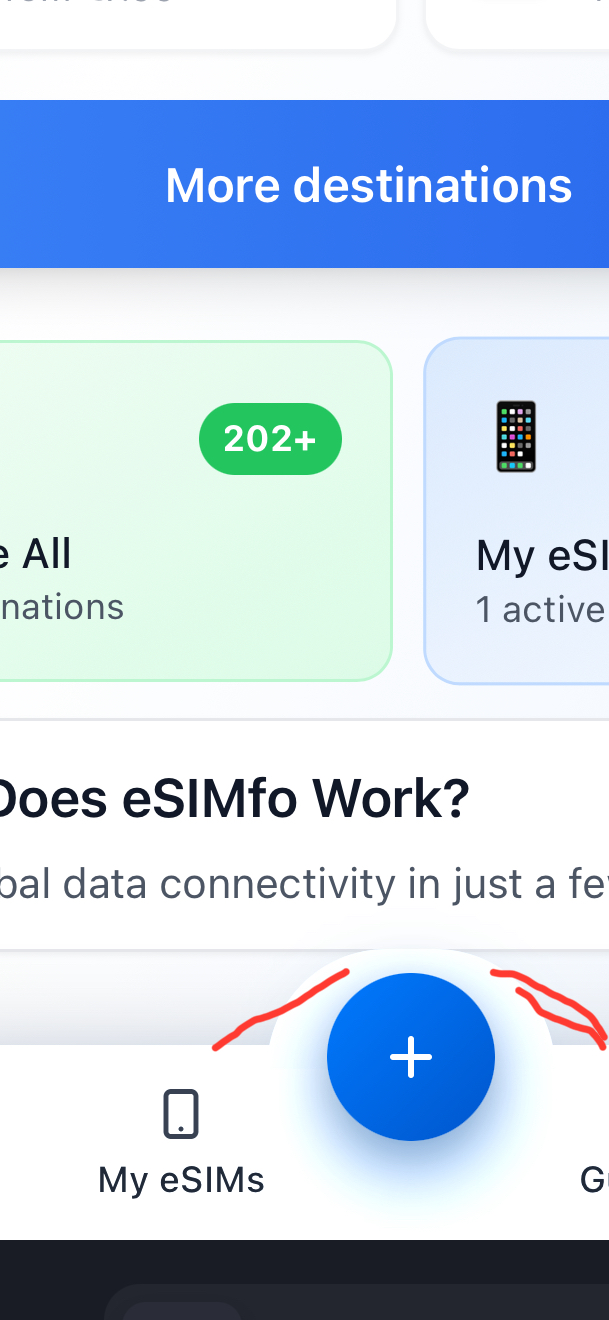 More destinations
202+
e All
nations
My eSI
1 active
Does eSIMfo Work?
bal data connectivity in just a fe
My eSIMs
G